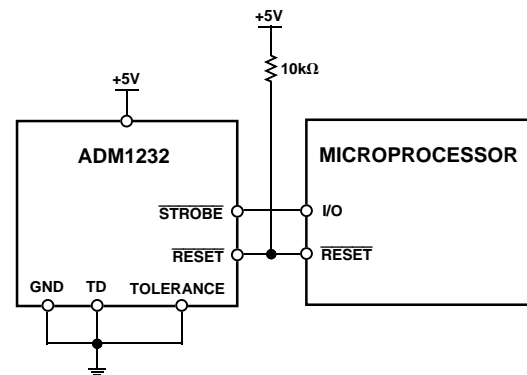 +5V
10kΩ
+5V
ADM1232
MICROPROCESSOR
STROBE
I/O
RESET
RESET
GND TD TOLERANCE